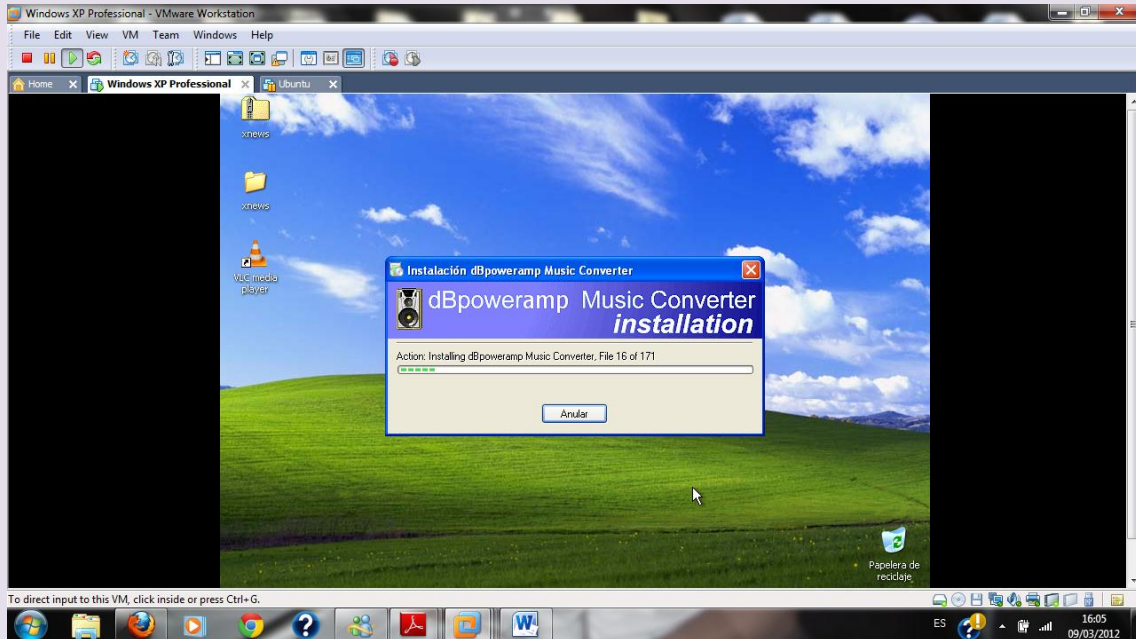 Windows XP Professional - VMware Workstation
File Edit View VM Team Windows Help
Home Windows XP Professional Ubuntu
xnews
xnews
VLC media
player
Instalación dBpoweramp Music Converter
dBpoweramp Music Converter
installation
Action: Installing dBpoweramp Music Converter, File 16 of 171
Anular
Papelera de
reciclaje
To direct input to this VM, click inside or press Ctrl+G.
ES
16:05
09/03/2012